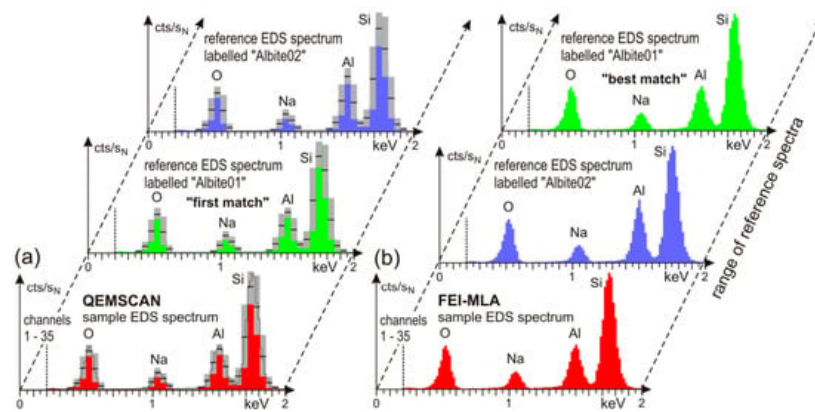 cts/s_N
reference EDS spectrum
labelled "Albite02"
O
Na
Al
Si
0
1
keV
2
cts/s_N
reference EDS spectrum
labelled "Albite01"
"best match"
O
Na
Al
Si
0
1
keV
2
cts/s_N
reference EDS spectrum
labelled "Albite01"
"first match"
O
Na
Al
Si
0
1
keV
2
cts/s_N
reference EDS spectrum
labelled "Albite02"
O
Na
Al
Si
0
1
keV
2
range of reference spectra
(a)
cts/s_N
QEMSCAN
sample EDS spectrum
channels
1 - 35
O
Na
Al
Si
0
1
keV
2
(b)
cts/s_N
FEI-MLA
sample EDS spectrum
channels
1 - 35
O
Na
Al
Si
0
1
keV
2